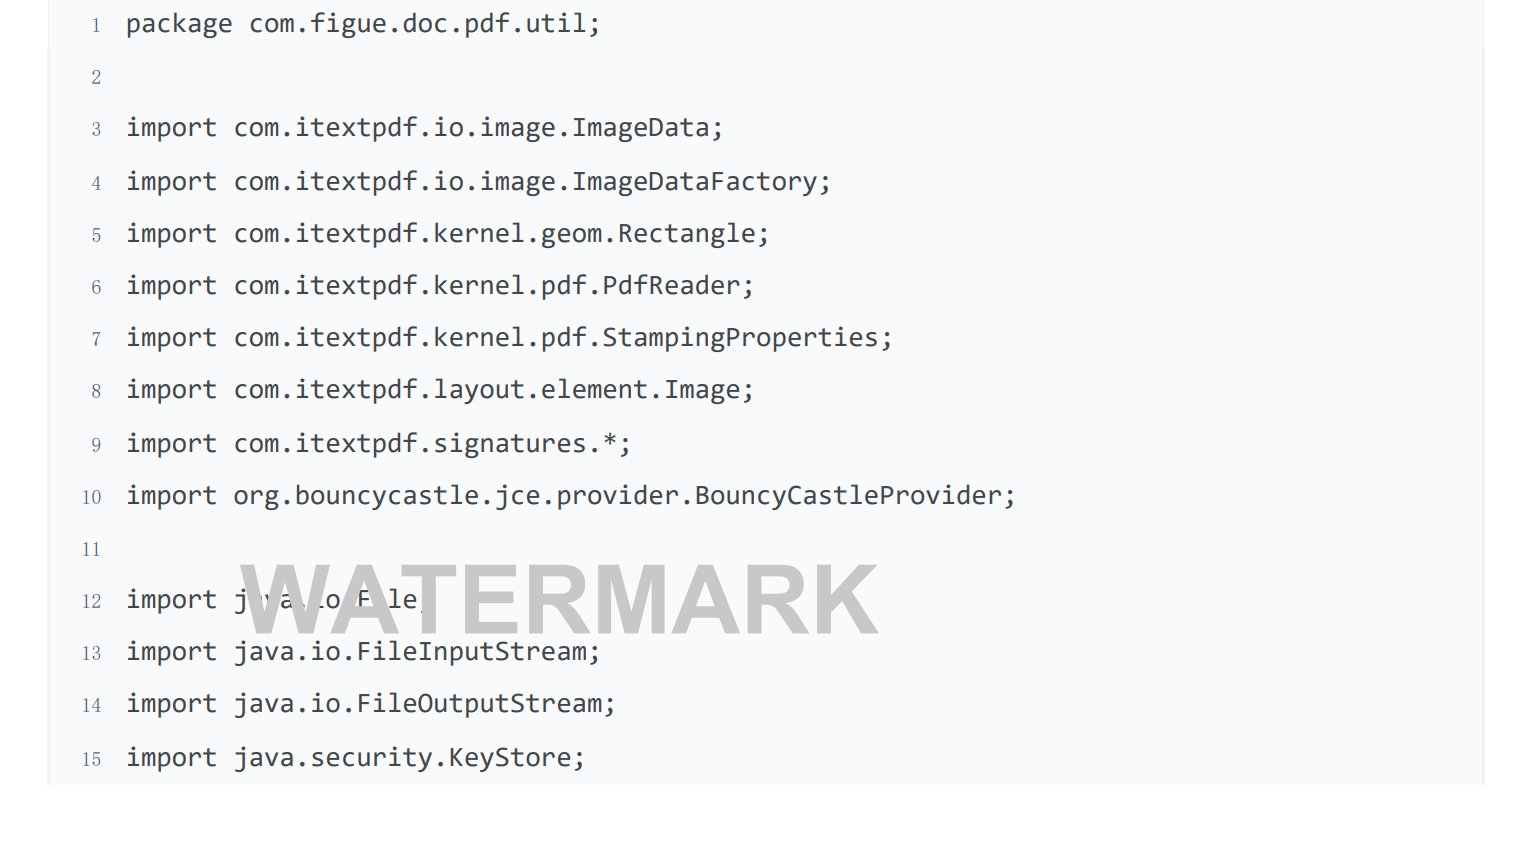 1 package com.figue.doc.pdf.util;
2
3 import com.itextpdf.io.image.ImageData;
4 import com.itextpdf.io.image.ImageDataFactory;
5 import com.itextpdf.kernel.geom.Rectangle;
6 import com.itextpdf.kernel.pdf.PdfReader;
7 import com.itextpdf.kernel.pdf.StampingProperties;
8 import com.itextpdf.layout.element.Image;
9 import com.itextpdf.signatures.*;
10 import org.bouncycastle.jce.provider.BouncyCastleProvider;
11
WATERMARK
12 import java.io.File;
13 import java.io.FileInputStream;
14 import java.io.FileOutputStream;
15 import java.security.KeyStore;